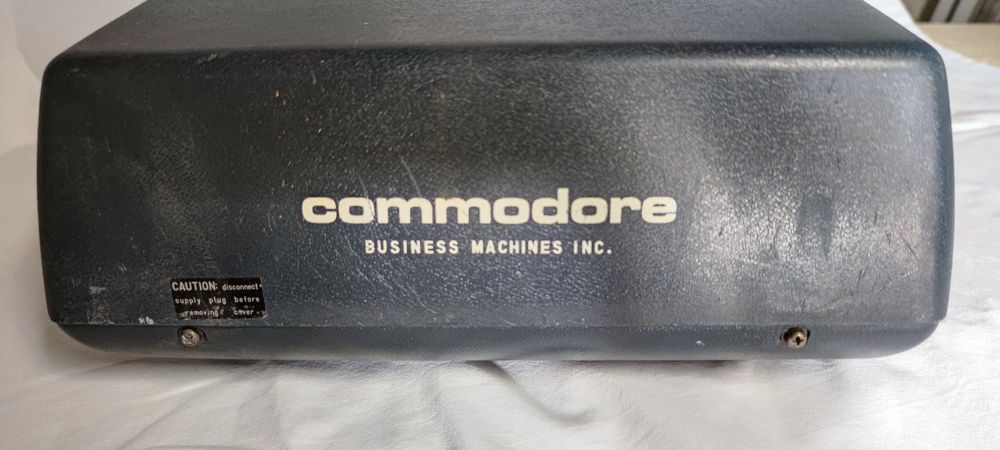 commodore
BUSINESS MACHINES INC.
CAUTION: disconnect
supply plug before
removing cover